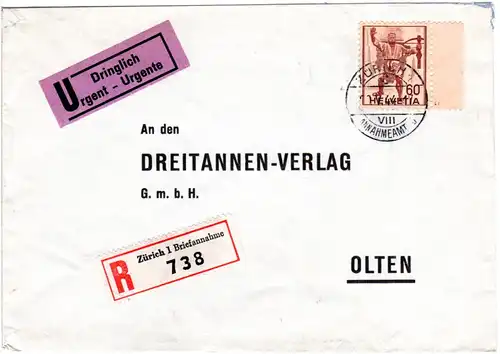 U Dringlich
Urgent - Urgente
60
HELVETIA
VIII
An den
DREITANNEN-VERLAG
G. m. b. H.
R Zürich 1 Briefannahme
738
OLTEN